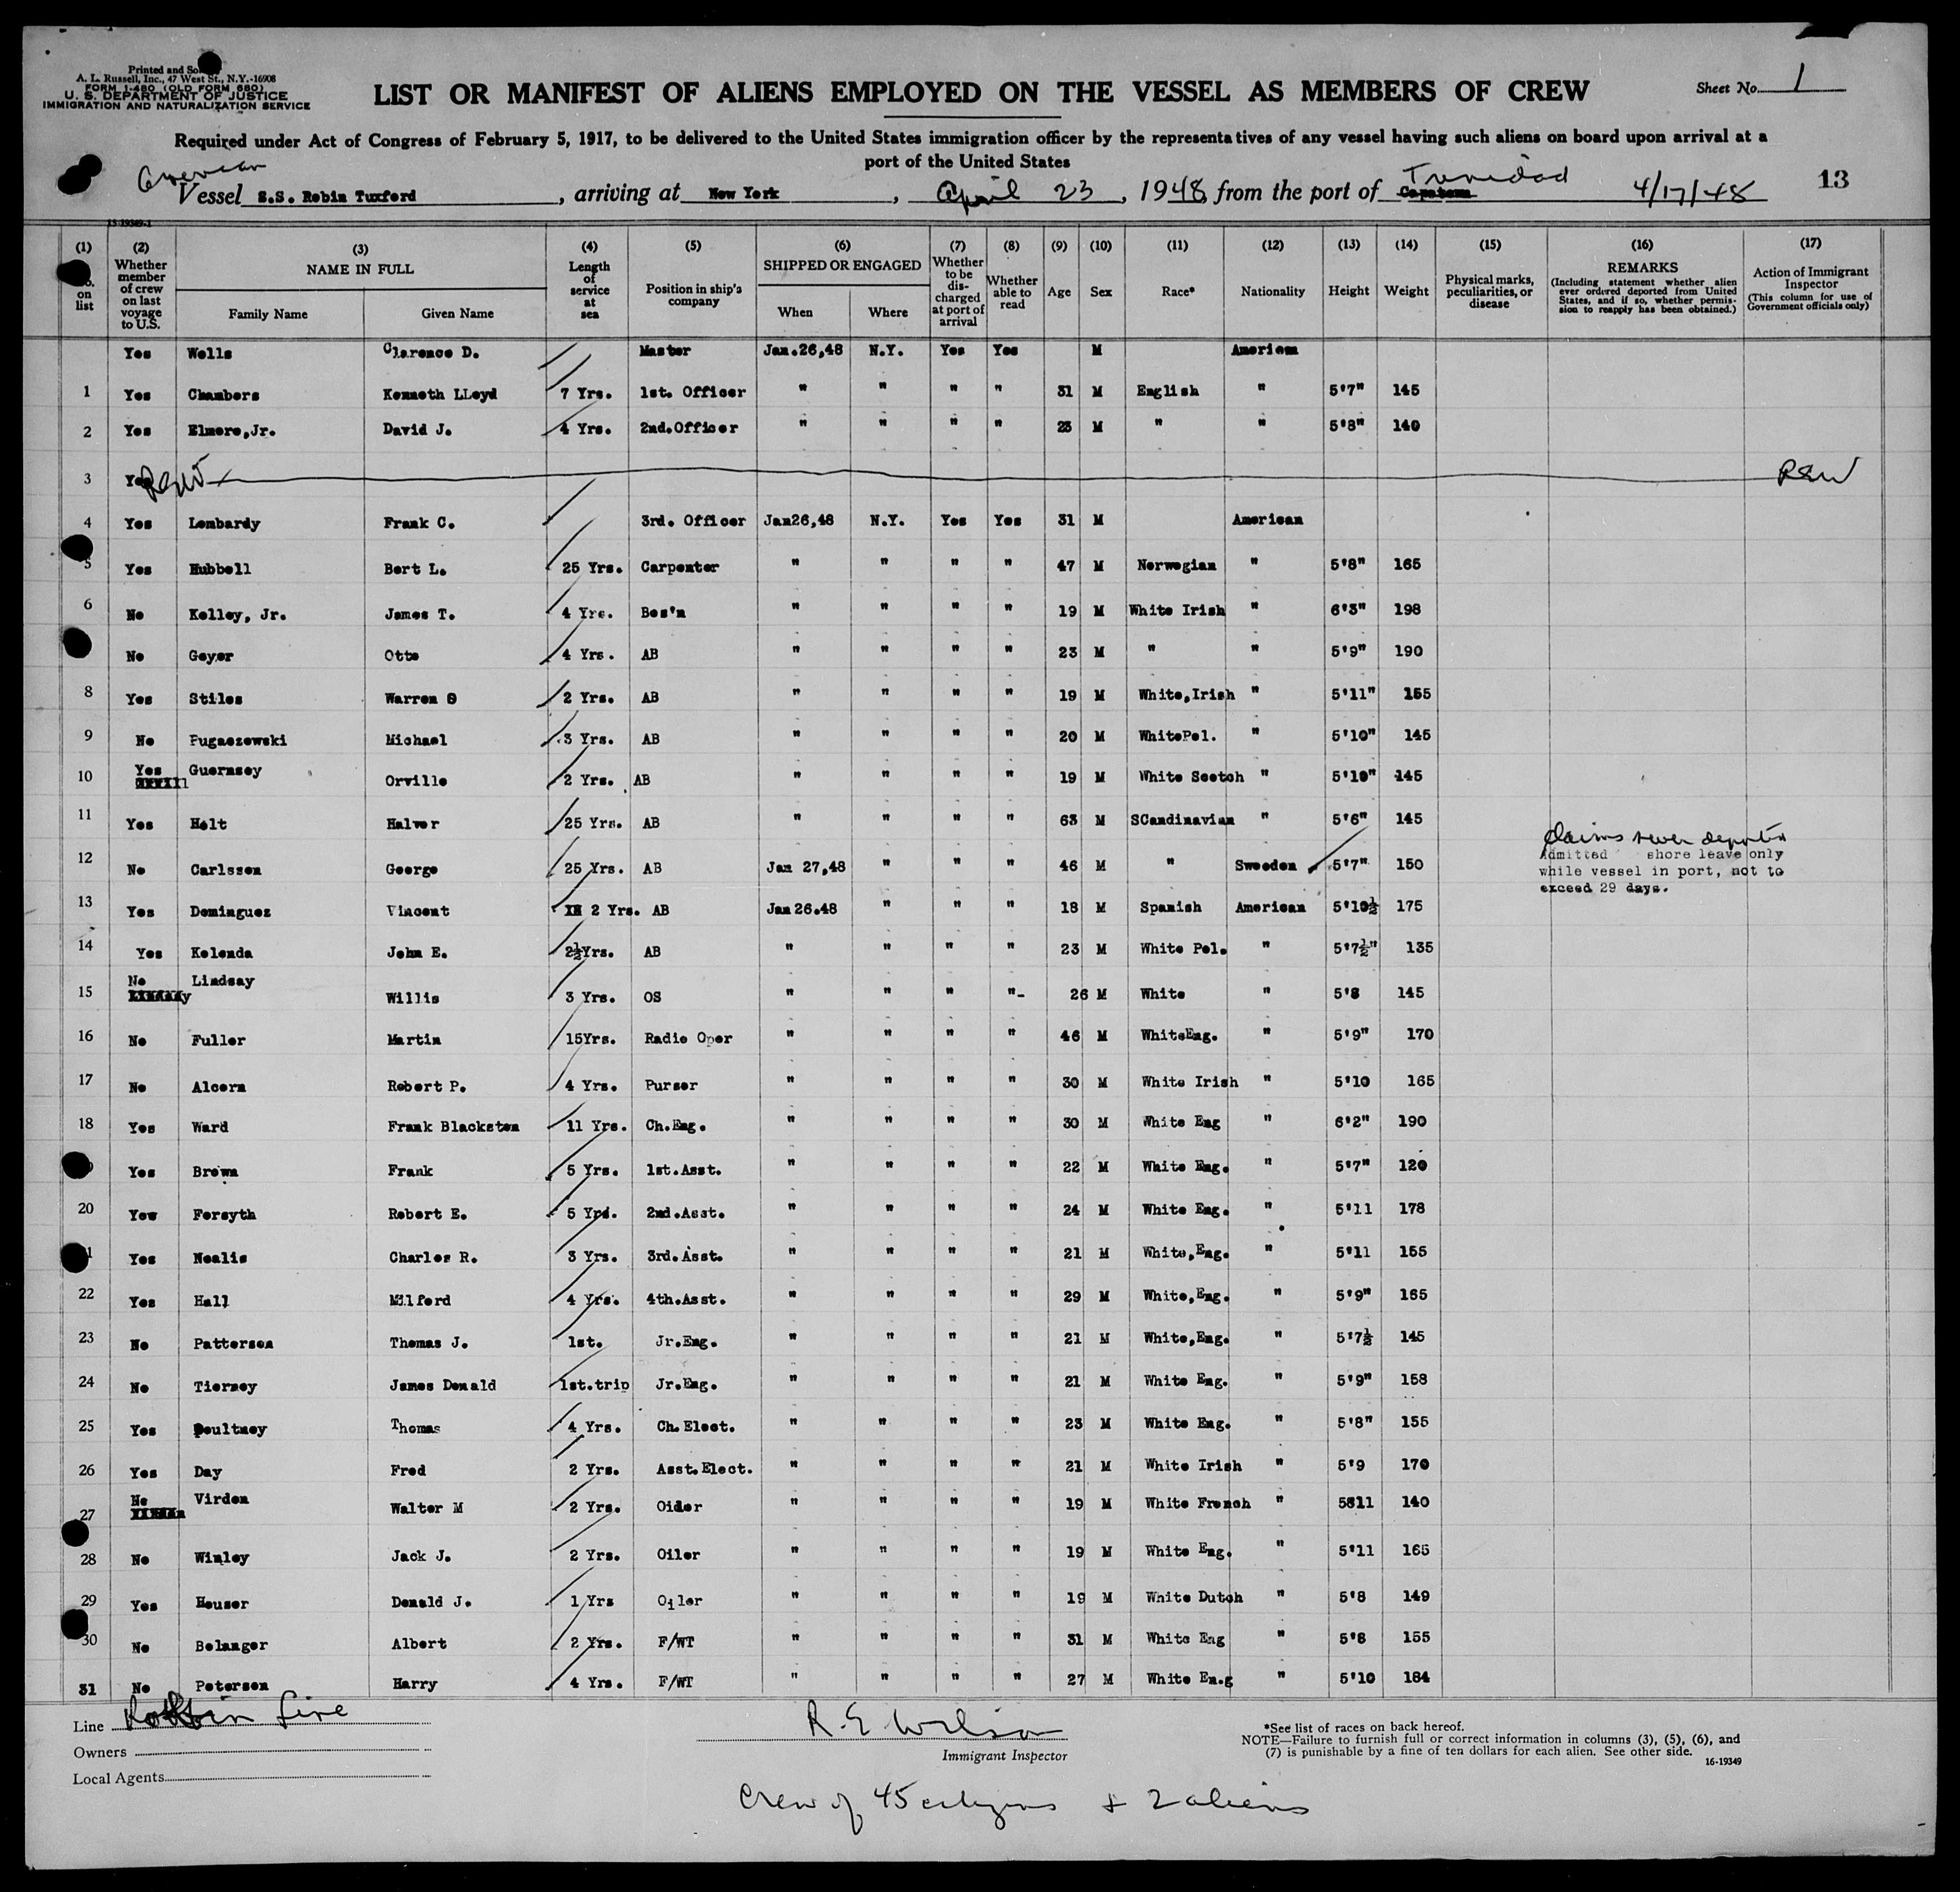 Printed and So
A. L. Russell, Inc., 47 West St., N.Y.-16908
FORM I-480 (OLD FORM 680)
U. S. DEPARTMENT OF JUSTICE
IMMIGRATION AND NATURALIZATION SERVICE
LIST OR MANIFEST OF ALIENS EMPLOYED ON THE VESSEL AS MEMBERS OF CREW
Sheet No. 1
Required under Act of Congress of February 5, 1917, to be delivered to the United States immigration officer by the representatives of any vessel having such aliens on board upon arrival at a
port of the United States
American
Vessel S.S. Robin Tuxford, arriving at New York, April 23, 1948, from the port of Trinidad 4/17/48
13
(1) (2) (3) (4) (5) (6) (7) (8) (9) (10) (11) (12) (13) (14) (15) (16) (17)
on list
Whether member of crew on last voyage to U.S.
NAME IN FULL
Family Name Given Name
Length of service at sea
Position in ship's company
SHIPPED OR ENGAGED
When Where
Whether to be discharged at port of arrival
Whether able to read
Age Sex Race* Nationality Height Weight
Physical marks, peculiarities, or disease
REMARKS
(Including statement whether alien ever ordered deported from United States, and if so, whether permission to reapply has been obtained.)
Action of Immigrant Inspector
(This column for use of Government officials only)
Yes Wells Clarence D. Master Jan.26,48 N.Y. Yes Yes M American
1 Yes Chambers Kenneth LLoyd 7 Yrs. 1st. Officer " " " " 31 M English " 5'7" 145
2 Yes Elmore,Jr. David J. 4 Yrs. 2nd.Officer " " " " 23 M " " 5'8" 140
3 Yes REW REW
4 Yes Lombardy Frank C. 3rd. Officer Jan26,48 N.Y. Yes Yes 31 M American
5 Yes Hubbell Bert L. 25 Yrs. Carpenter " " " " 47 M Norwegian " 5'8" 165
6 No Kelley, Jr. James T. 4 Yrs. Bos'n " " " " 19 M White Irish " 6'3" 198
No Geyer Otto 4 Yrs. AB " " " " 23 M " " 5'9" 190
8 Yes Stiles Warren O 2 Yrs. AB " " " " 19 M White,Irish " 5'11" 155
9 No Pugaczewski Michael 3 Yrs. AB " " " " 20 M WhitePol. " 5'10" 145
10 Yes Guernsey Orville 2 Yrs. AB " " " " 19 M White Scotch " 5'10" 145
11 Yes Holt Halver 25 Yrs. AB " " " " 63 M SCandinavian " 5'6" 145
Claims never deported
12 No Carlsson George 25 Yrs. AB Jan 27,48 " " " 46 M " Sweeden 5'7" 150 Admitted shore leave only
while vessel in port, not to
exceed 29 days.
13 Yes Dominguez Vincent 2 Yrs. AB Jan 26.48 " " " 18 M Spanish American 5'10½ 175
14 Yes Kolenda John E. 2½Yrs. AB " " " " 23 M White Pol. " 5'7½" 135
15 No Lindsay Willis 3 Yrs. OS " " " "- 26 M White " 5'8 145
16 No Fuller Martin 15Yrs. Radio Oper " " " " 46 M WhiteEng. " 5'9" 170
17 No Alcorn Robert P. 4 Yrs. Purser " " " " 30 M White Irish " 5'10 165
18 Yes Ward Frank Blackston 11 Yrs. Ch.Eng. " " " " 30 M White Eng " 6'2" 190
Yes Brown Frank 5 Yrs. 1st.Asst. " " " " 22 M White Eng. " 5'7" 120
20 Yew Forsyth Robert E. 5 Yrs. 2nd.Asst. " " " " 24 M White Eng. " 5'11 178
1 Yes Nealis Charles R. 3 Yrs. 3rd.Asst. " " " " 21 M White,Eng. " 5'11 155
22 Yes Hall Milford 4 Yrs. 4th.Asst. " " " " 29 M White,Eng. " 5'9" 165
23 No Patterson Thomas J. 1st. Jr.Eng. " " " " 21 M White,Eng. " 5'7½ 145
24 No Tierney James Donald 1st.trip Jr.Eng. " " " " 21 M White Eng. " 5'9" 158
25 Yes Poultney Thomas 4 Yrs. Ch.Elect. " " " " 23 M White Eng. " 5'8" 155
26 Yes Day Fred 2 Yrs. Asst.Elect. " " " " 21 M White Irish " 5'9 170
27 No Virden Walter M 2 Yrs. Oider " " " " 19 M White French " 5811 140
28 No Winley Jack J. 2 Yrs. Oiler " " " " 19 M White Eng. " 5'11 165
29 Yes Houser Donald J. 1 Yrs Oiler " " " " 19 M White Dutch " 5'8 149
30 No Belanger Albert 2 Yrs. F/WT " " " " 31 M White Eng " 5'8 155
31 No Peterson Harry 4 Yrs. F/WT " " " " 27 M White En.g " 5'10 184
Line Robin Line
Owners
Local Agents
R. E. Wilson
Immigrant Inspector
*See list of races on back hereof.
NOTE—Failure to furnish full or correct information in columns (3), (5), (6), and
(7) is punishable by a fine of ten dollars for each alien. See other side.
16-19349
Crew of 45 citizens & 2 aliens